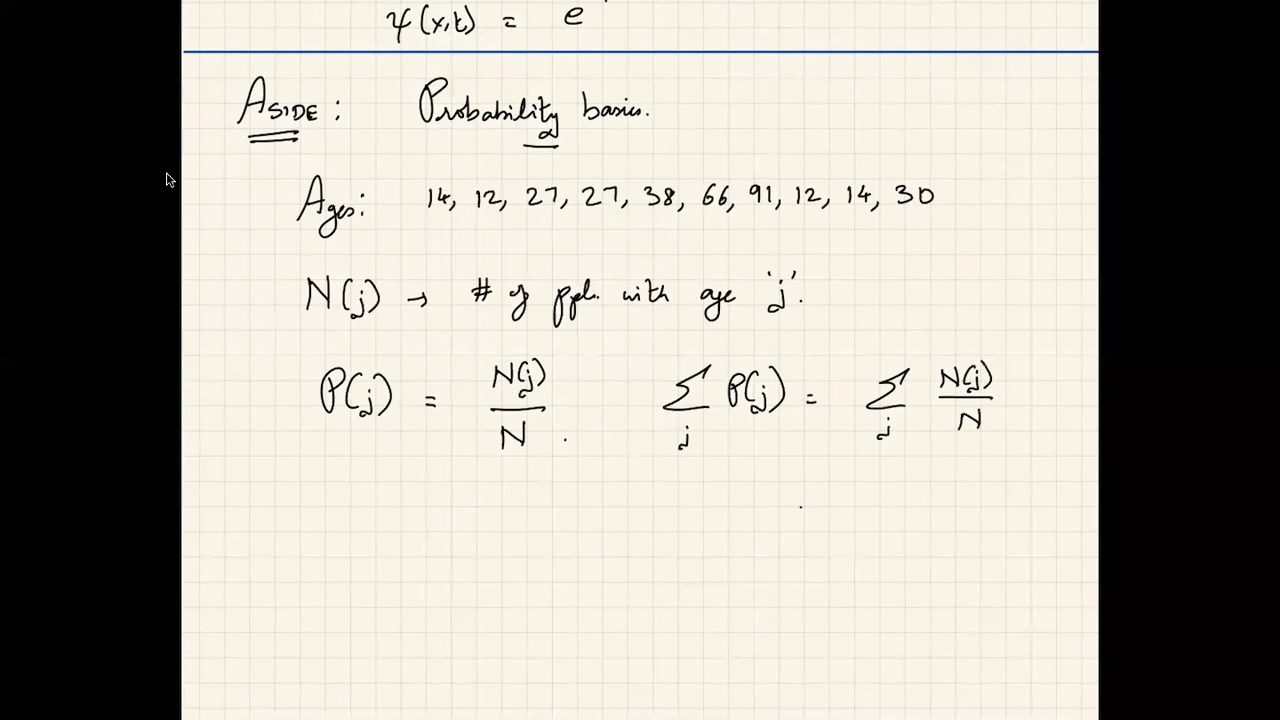 ψ(x,t) = e
ASIDE: Probability basics.
Ages: 14, 12, 27, 27, 38, 66, 91, 12, 14, 30
N(j) → # of ppl. with age 'j'.
P(j) = N(j)/N . Σ_j P(j) = Σ_j N(j)/N